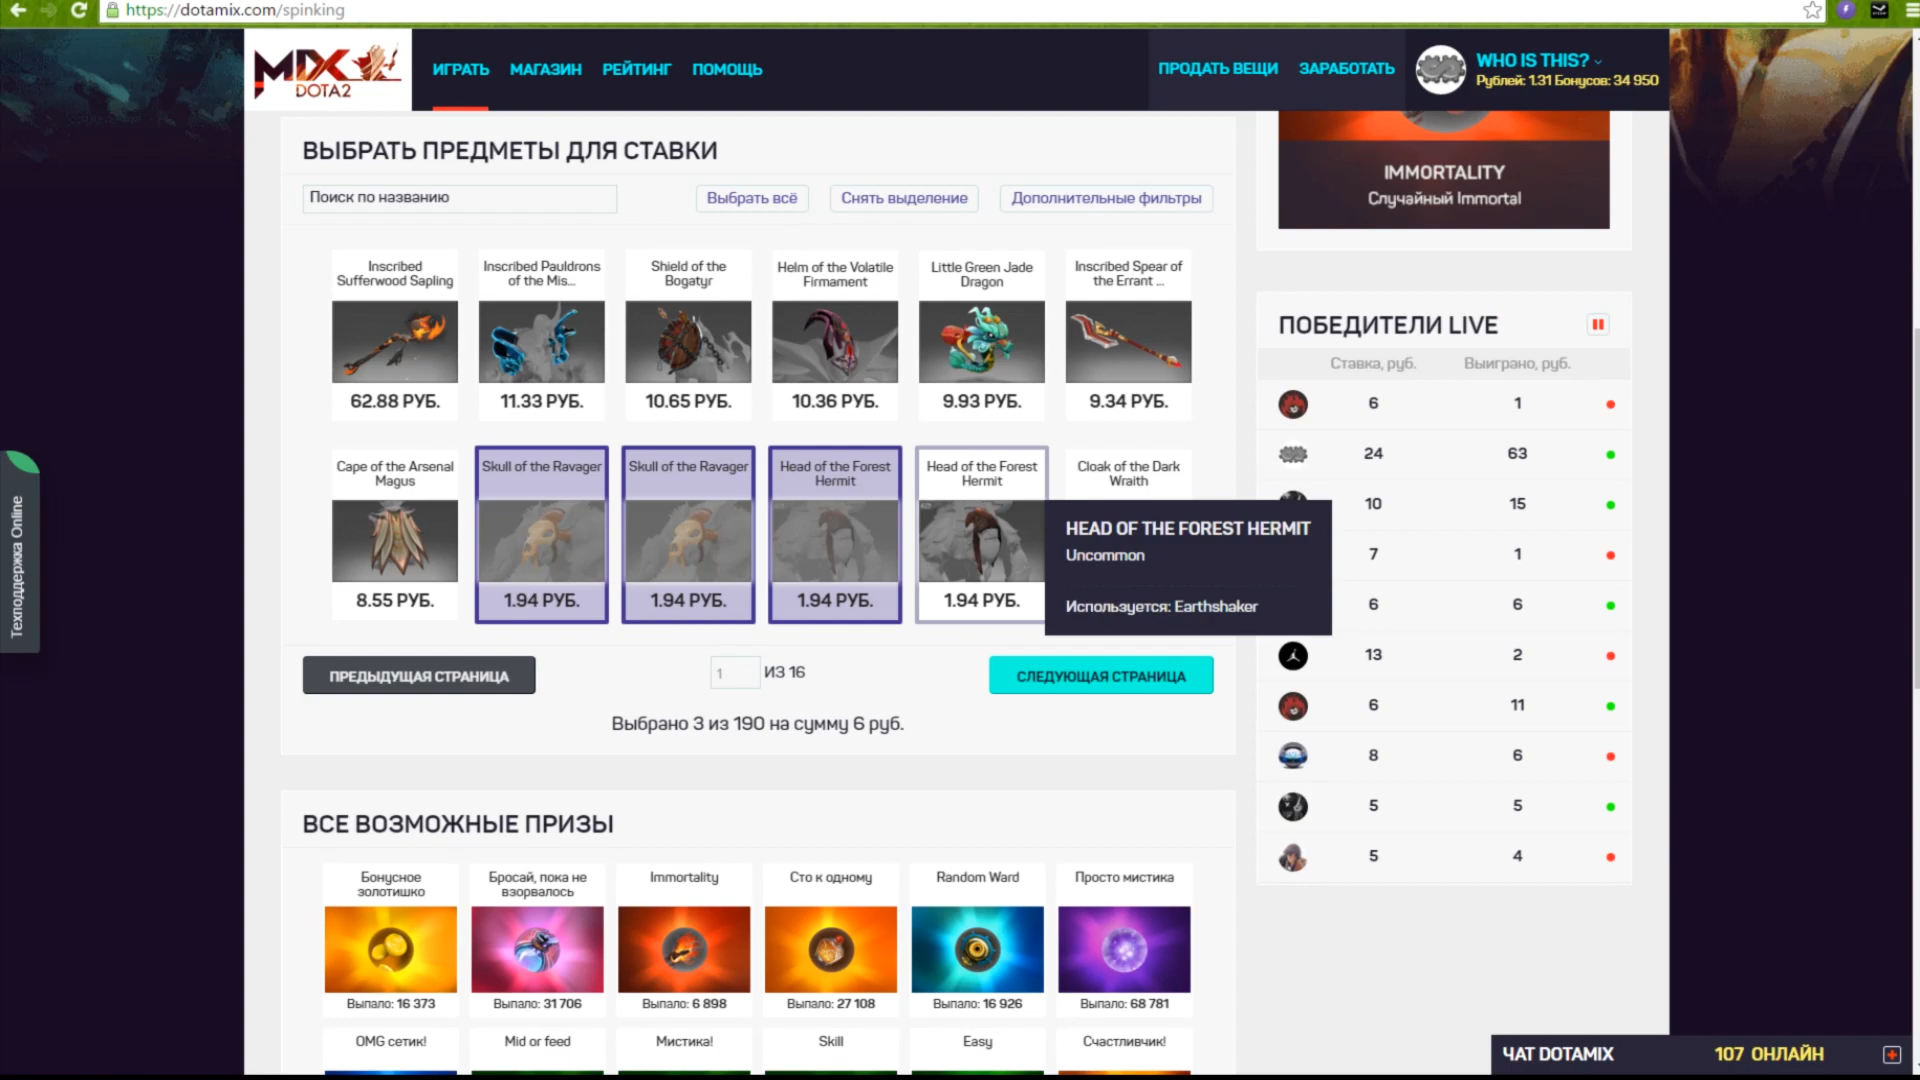 https://dotamix.com/spinking
MIX
DOTA2
ИГРАТЬ
МАГАЗИН
РЕЙТИНГ
ПОМОЩЬ
ПРОДАТЬ ВЕЩИ
ЗАРАБОТАТЬ
WHO IS THIS?
Рублей: 1.31 Бонусов: 34 950
ВЫБРАТЬ ПРЕДМЕТЫ ДЛЯ СТАВКИ
Поиск по названию
Выбрать всё
Снять выделение
Дополнительные фильтры
Inscribed
Sufferwood Sapling
62.88 РУБ.
Inscribed Pauldrons
of the Mis...
11.33 РУБ.
Shield of the
Bogatyr
10.65 РУБ.
Helm of the Volatile
Firmament
10.36 РУБ.
Little Green Jade
Dragon
9.93 РУБ.
Inscribed Spear of
the Errant ...
9.34 РУБ.
Cape of the Arsenal
Magus
8.55 РУБ.
Skull of the Ravager
1.94 РУБ.
Skull of the Ravager
1.94 РУБ.
Head of the Forest
Hermit
1.94 РУБ.
Head of the Forest
Hermit
1.94 РУБ.
Cloak of the Dark
Wraith
HEAD OF THE FOREST HERMIT
Uncommon
Используется: Earthshaker
ПРЕДЫДУЩАЯ СТРАНИЦА
1 ИЗ 16
СЛЕДУЮЩАЯ СТРАНИЦА
Выбрано 3 из 190 на сумму 6 руб.
ВСЕ ВОЗМОЖНЫЕ ПРИЗЫ
Бонусное
золотишко
Выпало: 16 373
Бросай, пока не
взорвалось
Выпало: 31 706
Immortality
Выпало: 6 898
Сто к одному
Выпало: 27 108
Random Ward
Выпало: 16 926
Просто мистика
Выпало: 68 781
OMG сетик!
Mid or feed
Мистика!
Skill
Easy
Счастливчик!
IMMORTALITY
Случайный Immortal
ПОБЕДИТЕЛИ LIVE
Ставка, руб. Выиграно, руб.
6 1
24 63
10 15
7 1
6 6
13 2
6 11
8 6
5 5
5 4
Техподдержка Online
ЧАТ DOTAMIX
107 ОНЛАЙН